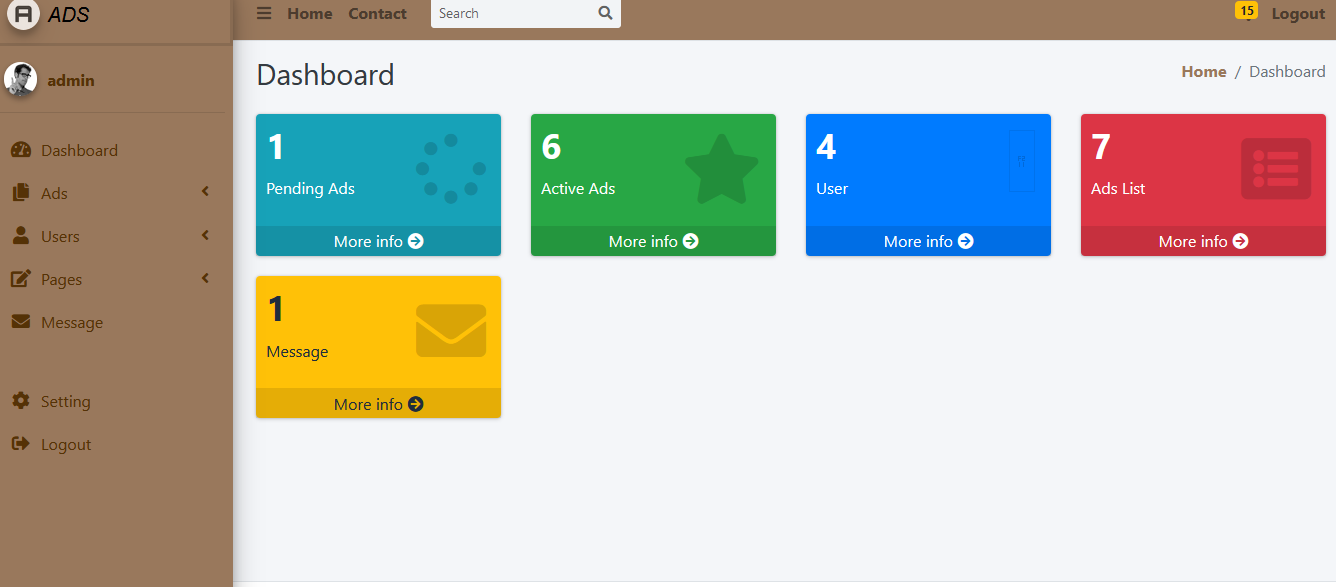 ADS
Home Contact Search 15 Logout
admin
Dashboard
Home / Dashboard
Dashboard
Ads
Users
Pages
Message
Setting
Logout
1
Pending Ads
More info
6
Active Ads
More info
4
User
More info
7
Ads List
More info
1
Message
More info